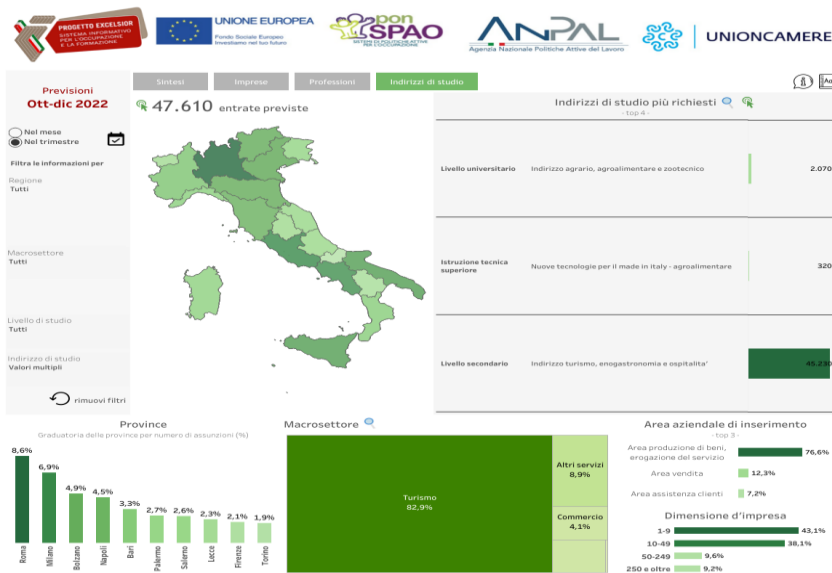 PROGETTO EXCELSIOR
SISTEMA INFORMATIVO
PER L'OCCUPAZIONE
E LA FORMAZIONE
UNIONE EUROPEA
Fondo Sociale Europeo
Investiamo nel tuo futuro
pon
SPAO
SISTEMI DI POLITICHE ATTIVE
PER L'OCCUPAZIONE
ANPAL
Agenzia Nazionale Politiche Attive del Lavoro
UNIONCAMERE
Previsioni
Ott-dic 2022
Sintesi
Imprese
Professioni
Indirizzi di studio
Nel mese
Nel trimestre
Filtra le informazioni per
Regione
Tutti
Macrosettore
Tutti
Livello di studio
Tutti
Indirizzo di studio
Valori multipli
rimuovi filtri
47.610 entrate previste
Indirizzi di studio più richiesti
- top 4 -
Livello universitario Indirizzo agrario, agroalimentare e zootecnico 2.070
Istruzione tecnica
superiore
Nuove tecnologie per il made in Italy - agroalimentare 320
Livello secondario Indirizzo turismo, enogastronomia e ospitalita' 45.230
Province
Graduatoria delle province per numero di assunzioni (%)
8,6% 6,9% 4,9% 4,5% 3,3% 2,7% 2,6% 2,3% 2,1% 1,9%
Roma Milano Bolzano Napoli Bari Palermo Salerno Lecce Firenze Torino
Macrosettore
Turismo
82,9%
Altri servizi
8,9%
Commercio
4,1%
Area aziendale di inserimento
- top 3 -
Area produzione di beni,
erogazione del servizio
76,6%
Area vendita 12,3%
Area assistenza clienti 7,2%
Dimensione d'impresa
1-9 43,1%
10-49 38,1%
50-249 9,6%
250 e oltre 9,2%